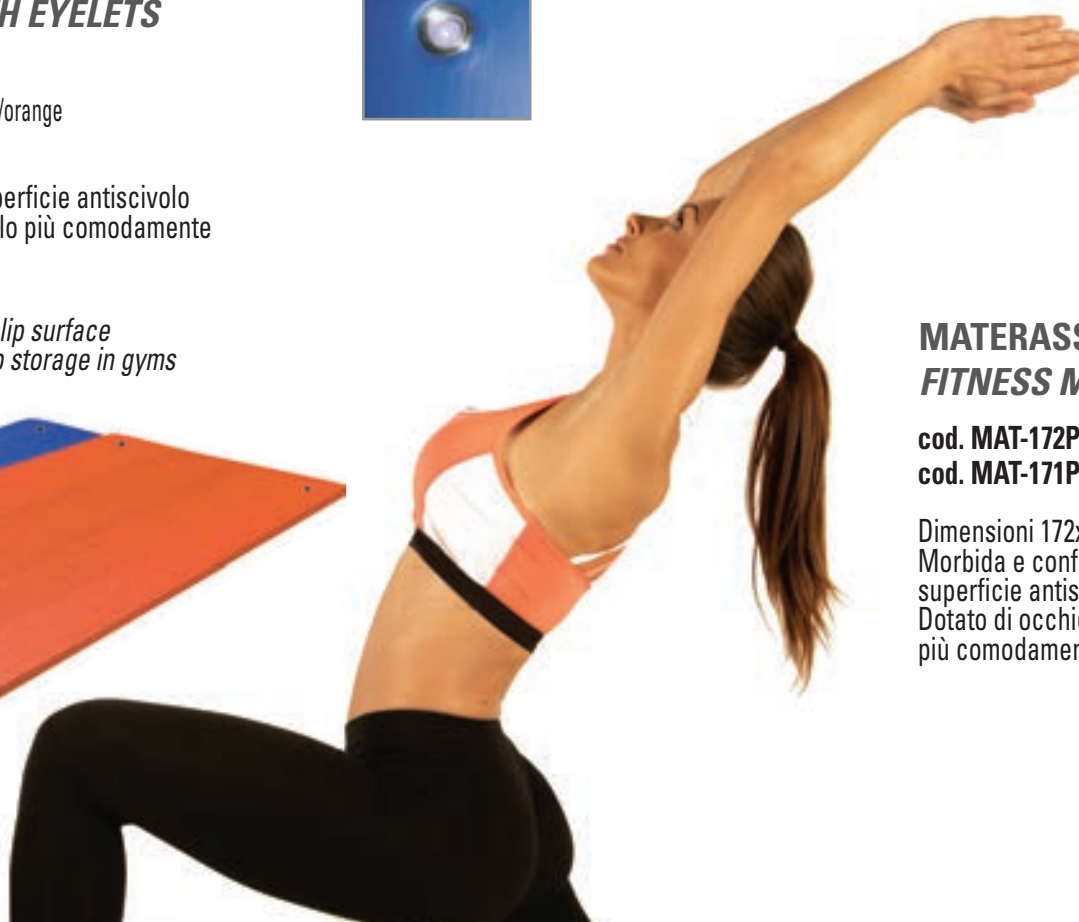 H EYELETS
/orange
perficie antiscivolo
lo più comodamente
lip surface
storage in gyms
MATERASS
FITNESS M
cod. MAT-172P
cod. MAT-171P
Dimensioni 172x
Morbida e conf
superficie antis
Dotato di occhi
più comodamen